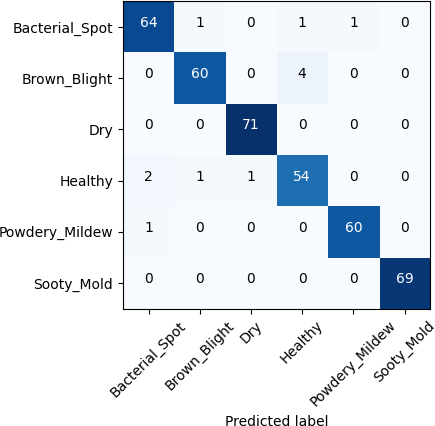 Bacterial_Spot 64 1 0 1 1 0
Brown_Blight 0 60 0 4 0 0
Dry 0 0 71 0 0 0
Healthy 2 1 1 54 0 0
Powdery_Mildew 1 0 0 0 60 0
Sooty_Mold 0 0 0 0 0 69
Bacterial_Spot Brown_Blight Dry Healthy Powdery_Mildew Sooty_Mold
Predicted label